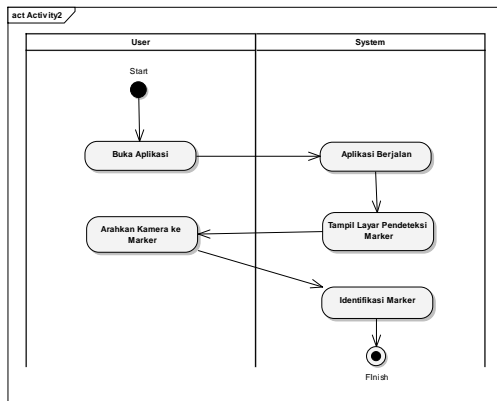 act Activity2
User
System
Start
Buka Aplikasi
Aplikasi Berjalan
Arahkan Kamera ke
Marker
Tampil Layar Pendeteksi
Marker
Identifikasi Marker
FInish